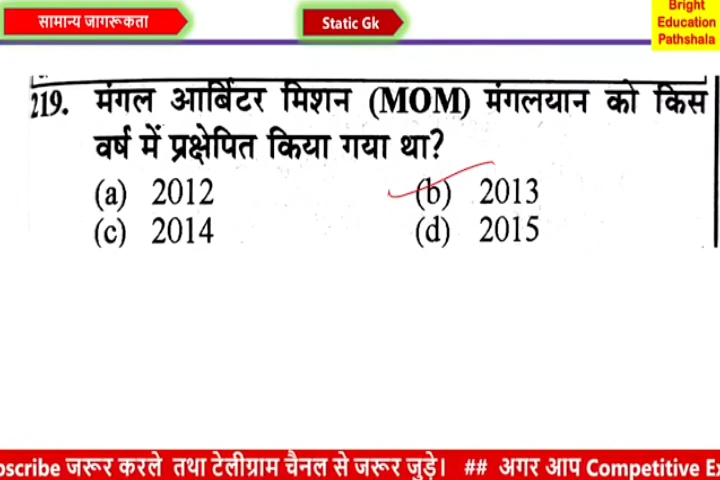 सामान्य जागरूकता
Static Gk
Bright
Education
Pathshala
219. मंगल आर्बिटर मिशन (MOM) मंगलयान को किस
वर्ष में प्रक्षेपित किया गया था?
(a) 2012 (b) 2013
(c) 2014 (d) 2015
bscribe जरूर करले तथा टेलीग्राम चैनल से जरूर जुड़े। ## अगर आप Competitive Ex